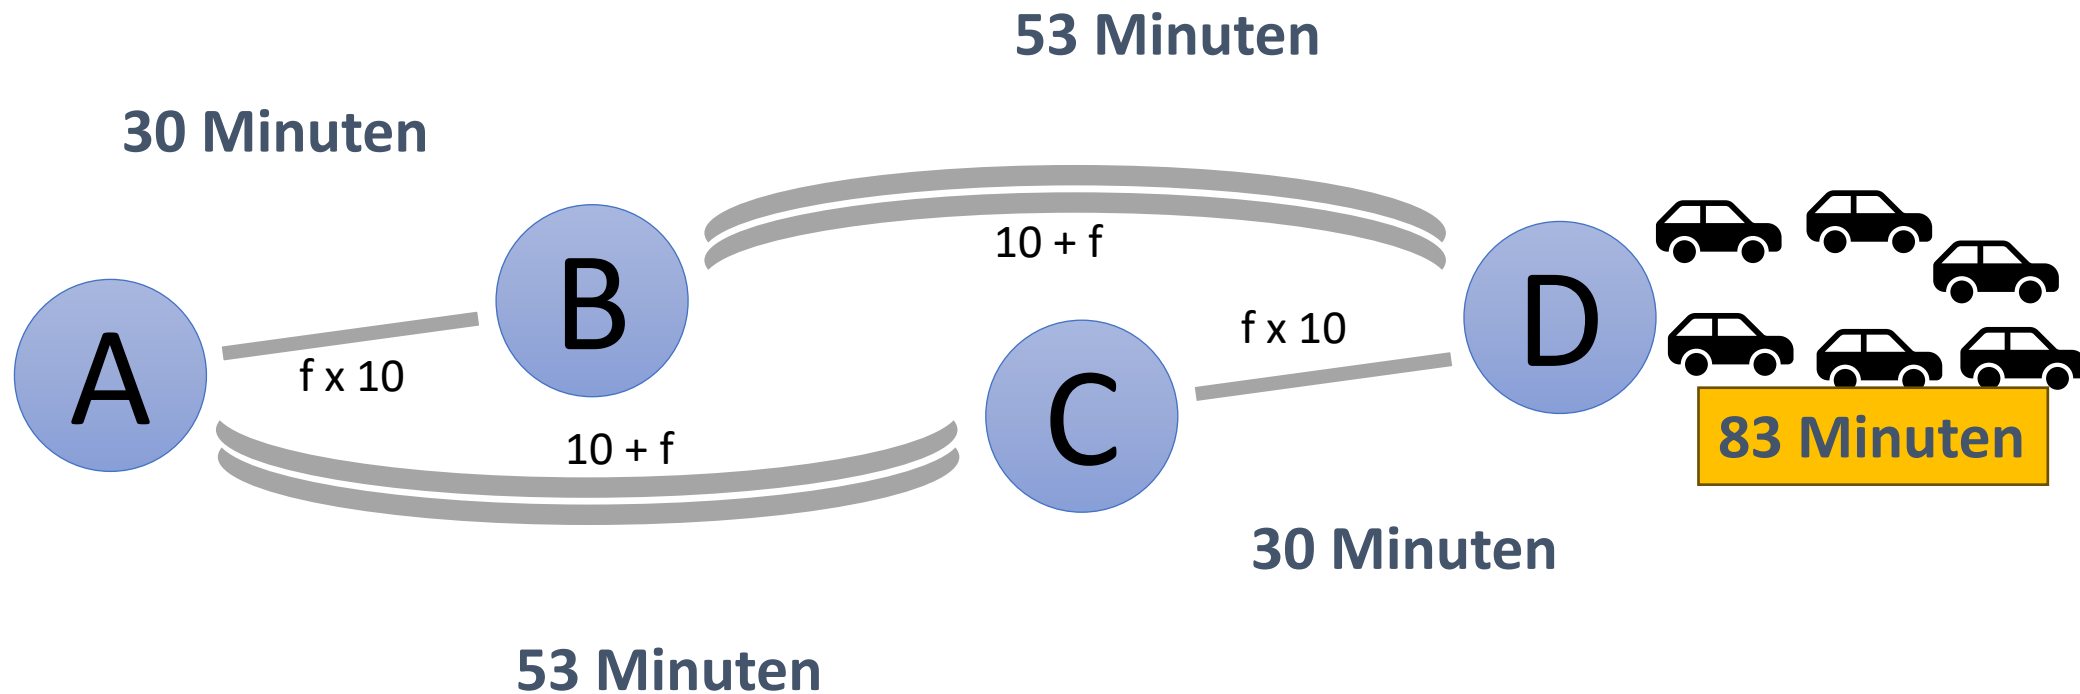 53 Minuten
30 Minuten
10 + f
B
D
f x 10
A
f x 10
C
10 + f
83 Minuten
30 Minuten
53 Minuten